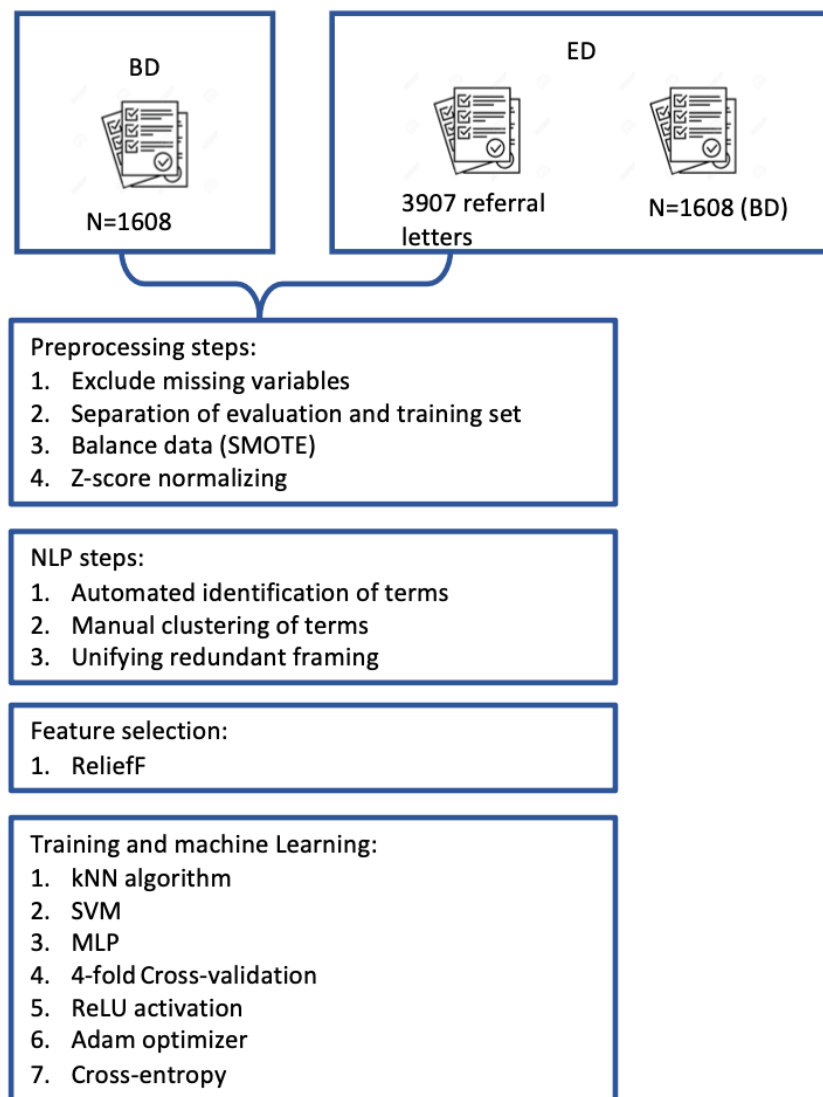 BD
N=1608
ED
3907 referral
letters
N=1608 (BD)
Preprocessing steps:
1. Exclude missing variables
2. Separation of evaluation and training set
3. Balance data (SMOTE)
4. Z-score normalizing
NLP steps:
1. Automated identification of terms
2. Manual clustering of terms
3. Unifying redundant framing
Feature selection:
1. ReliefF
Training and machine Learning:
1. kNN algorithm
2. SVM
3. MLP
4. 4-fold Cross-validation
5. ReLU activation
6. Adam optimizer
7. Cross-entropy